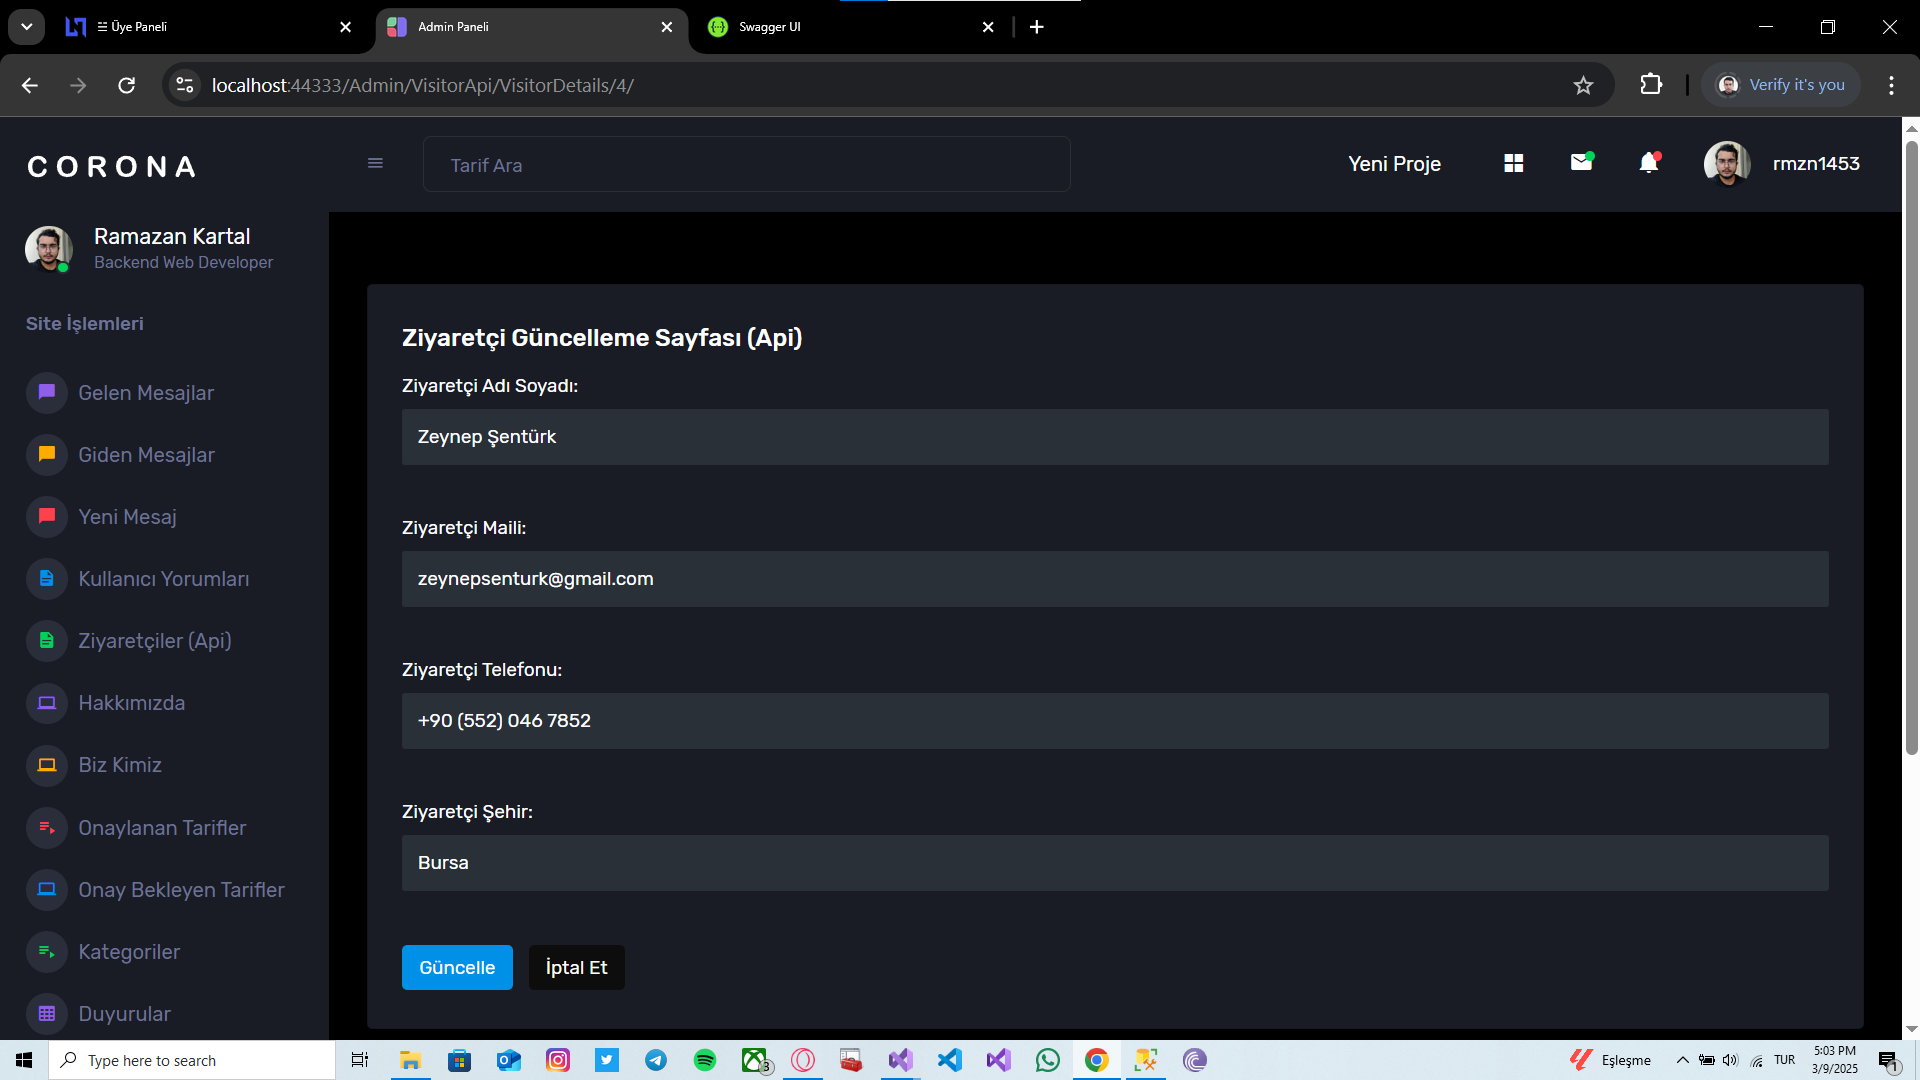 Üye Paneli
Admin Paneli
Swagger UI
localhost:44333/Admin/VisitorApi/VisitorDetails/4/
Verify it's you
CORONA
Tarif Ara
Yeni Proje
rmzn1453
Ramazan Kartal
Backend Web Developer
Site İşlemleri
Gelen Mesajlar
Giden Mesajlar
Yeni Mesaj
Kullanıcı Yorumları
Ziyaretçiler (Api)
Hakkımızda
Biz Kimiz
Onaylanan Tarifler
Onay Bekleyen Tarifler
Kategoriler
Duyurular
Ziyaretçi Güncelleme Sayfası (Api)
Ziyaretçi Adı Soyadı:
Zeynep Şentürk
Ziyaretçi Maili:
zeynepsenturk@gmail.com
Ziyaretçi Telefonu:
+90 (552) 046 7852
Ziyaretçi Şehir:
Bursa
Güncelle
İptal Et
Type here to search
3
Eşleşme
TUR
5:03 PM
3/9/2025
1